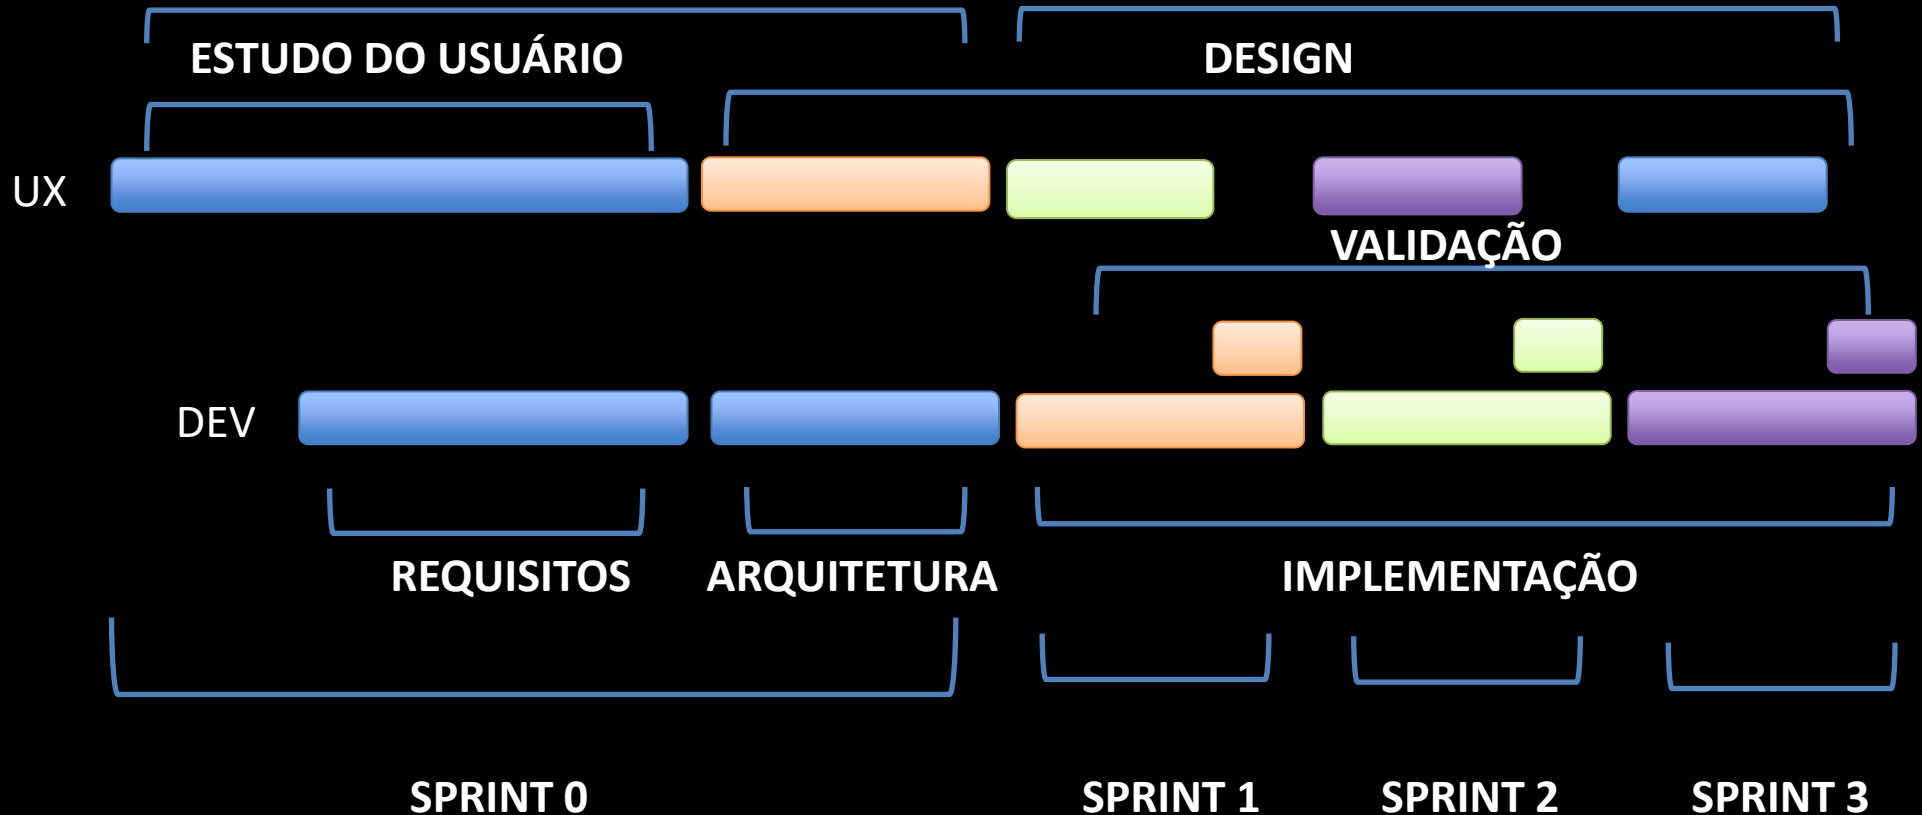 ESTUDO DO USUÁRIO
DESIGN
UX
VALIDAÇÃO
DEV
REQUISITOS
ARQUITETURA
IMPLEMENTAÇÃO
SPRINT 0
SPRINT 1
SPRINT 2
SPRINT 3